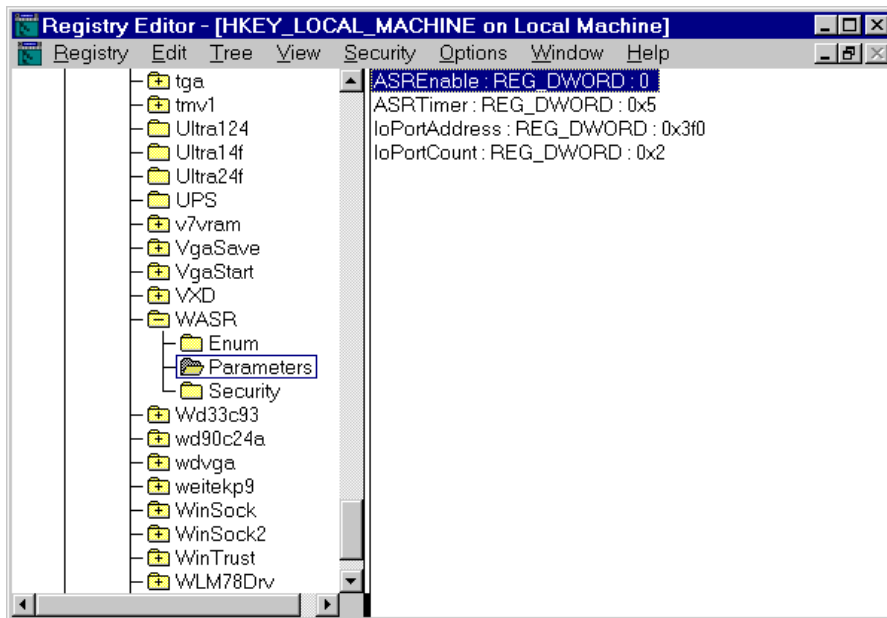 Registry Editor - [HKEY_LOCAL_MACHINE on Local Machine]
Registry Edit Tree View Security Options Window Help
tga
tmv1
Ultra124
Ultra14f
Ultra24f
UPS
v7vram
VgaSave
VgaStart
VXD
WASR
Enum
Parameters
Security
Wd33c93
wd90c24a
wdvga
weitekp9
WinSock
WinSock2
WinTrust
WLM78Drv
ASREnable : REG_DWORD : 0
ASRTimer : REG_DWORD : 0x5
IoPortAddress : REG_DWORD : 0x3f0
IoPortCount : REG_DWORD : 0x2